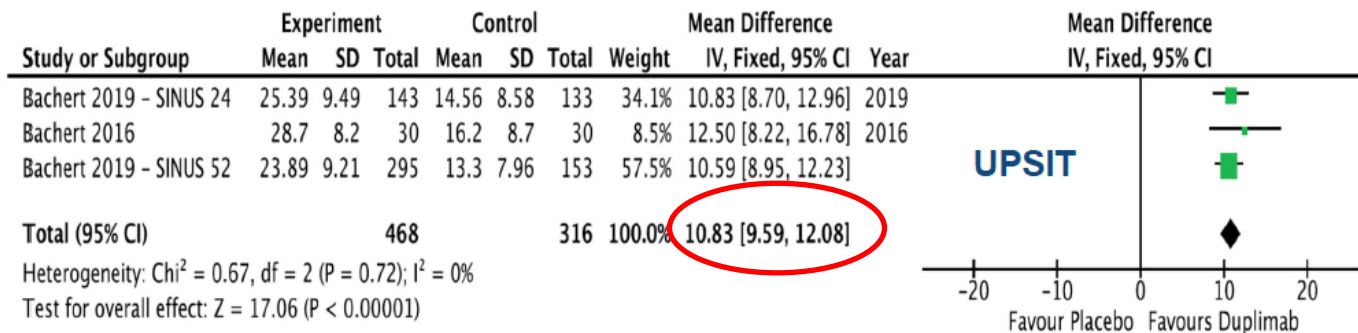 Experiment Control Mean Difference Mean Difference
Study or Subgroup Mean SD Total Mean SD Total Weight IV, Fixed, 95% CI Year IV, Fixed, 95% CI
Bachert 2019 – SINUS 24 25.39 9.49 143 14.56 8.58 133 34.1% 10.83 [8.70, 12.96] 2019
Bachert 2016 28.7 8.2 30 16.2 8.7 30 8.5% 12.50 [8.22, 16.78] 2016
Bachert 2019 – SINUS 52 23.89 9.21 295 13.3 7.96 153 57.5% 10.59 [8.95, 12.23]
UPSIT
Total (95% CI) 468 316 100.0% 10.83 [9.59, 12.08]
Heterogeneity: Chi² = 0.67, df = 2 (P = 0.72); I² = 0%
Test for overall effect: Z = 17.06 (P < 0.00001)
−20 −10 0 10 20
Favour Placebo Favours Duplimab